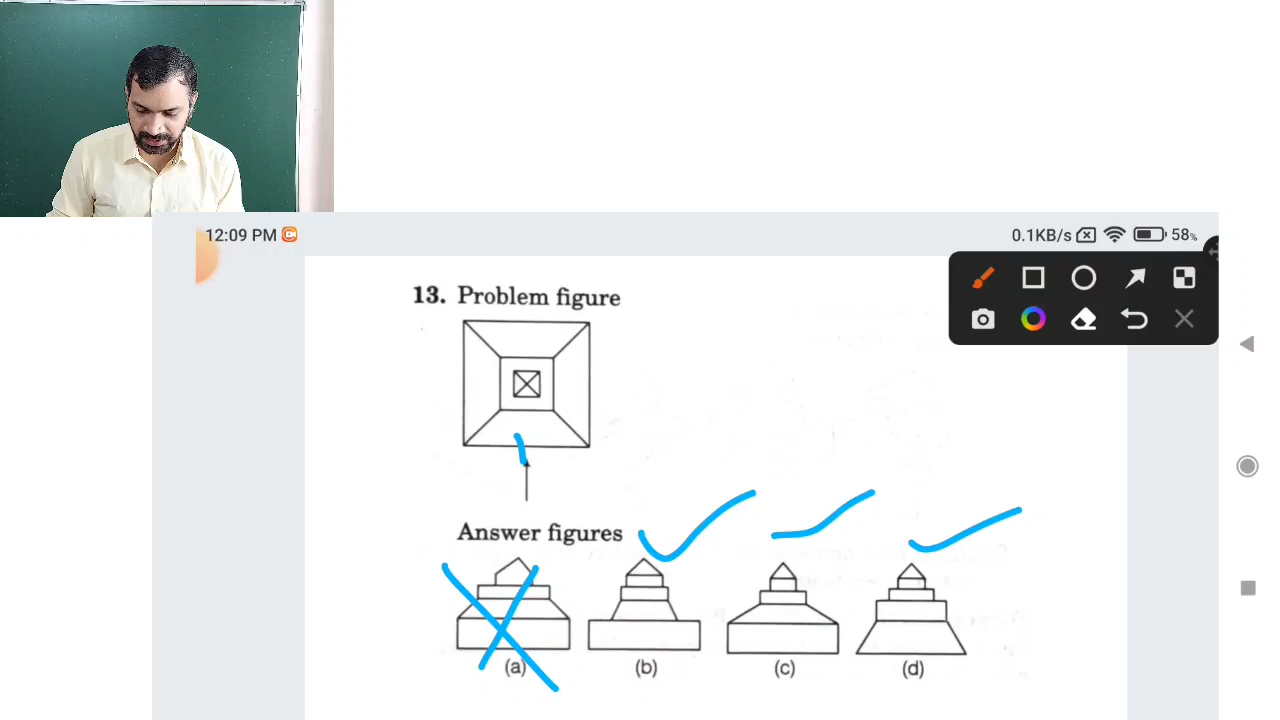 12:09 PM
0.1KB/s 58%
13. Problem figure
Answer figures
(a) (b) (c) (d)